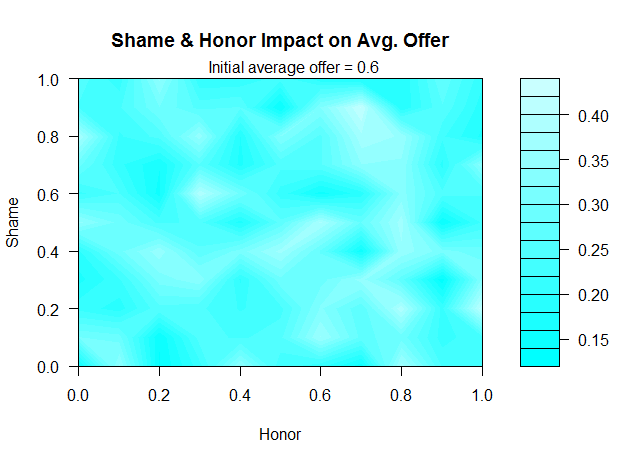 Shame & Honor Impact on Avg. Offer
Initial average offer = 0.6
1.0
0.8
0.6
0.4
0.2
0.0
Shame
0.0 0.2 0.4 0.6 0.8 1.0
Honor
0.40
0.35
0.30
0.25
0.20
0.15